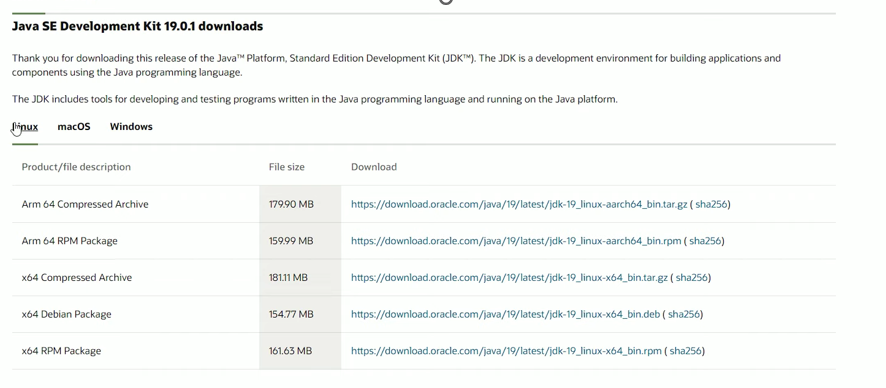 Java SE Development Kit 19.0.1 downloads
Thank you for downloading this release of the Java™ Platform, Standard Edition Development Kit (JDK™). The JDK is a development environment for building applications and
components using the Java programming language.
The JDK includes tools for developing and testing programs written in the Java programming language and running on the Java platform.
Linux macOS Windows
Product/file description File size Download
Arm 64 Compressed Archive 179.90 MB https://download.oracle.com/java/19/latest/jdk-19_linux-aarch64_bin.tar.gz ( sha256)
Arm 64 RPM Package 159.99 MB https://download.oracle.com/java/19/latest/jdk-19_linux-aarch64_bin.rpm ( sha256)
x64 Compressed Archive 181.11 MB https://download.oracle.com/java/19/latest/jdk-19_linux-x64_bin.tar.gz ( sha256)
x64 Debian Package 154.77 MB https://download.oracle.com/java/19/latest/jdk-19_linux-x64_bin.deb ( sha256)
x64 RPM Package 161.63 MB https://download.oracle.com/java/19/latest/jdk-19_linux-x64_bin.rpm ( sha256)